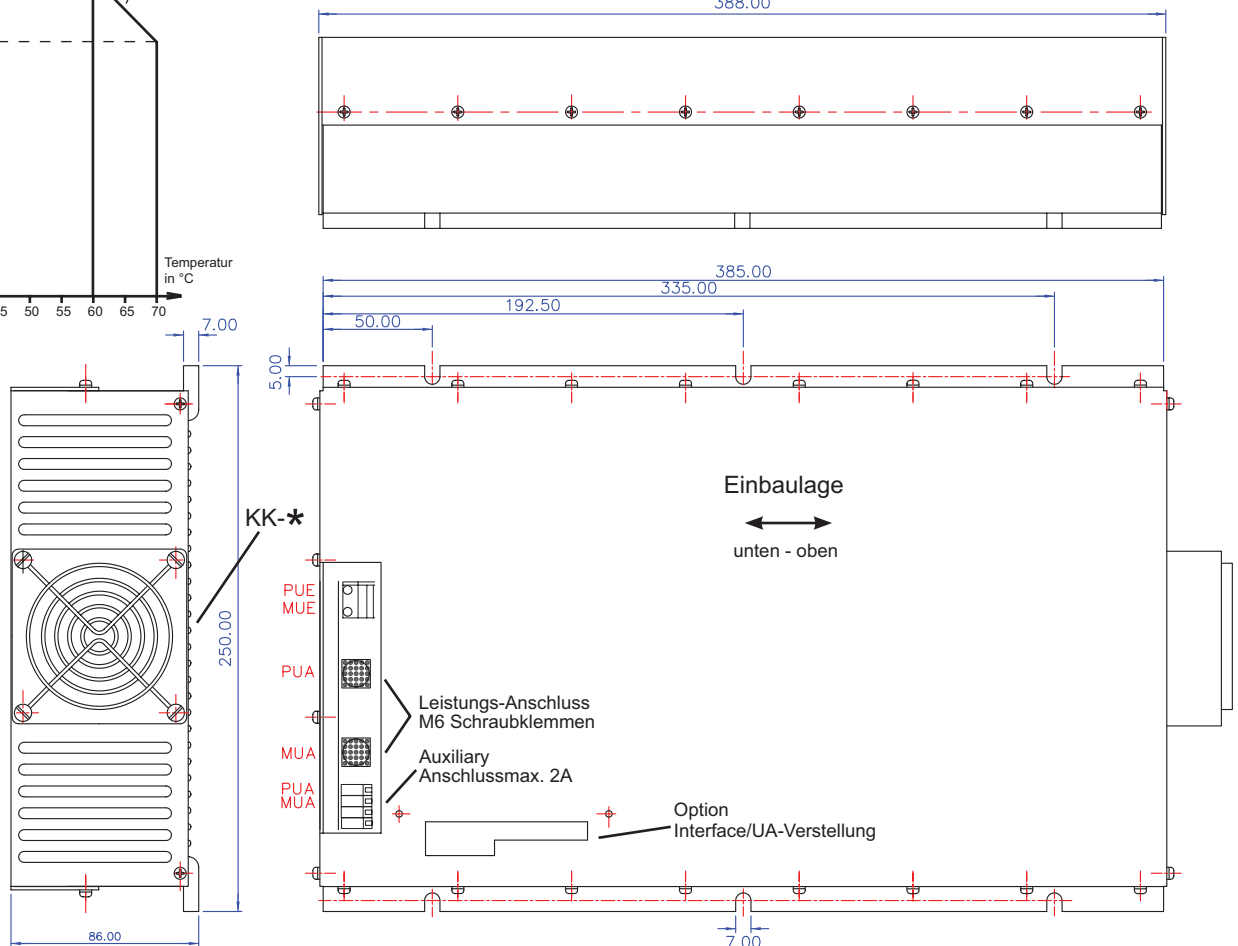 388.00
Temperatur
in °C
5 50 55 60 65 70
385.00
335.00
192.50
50.00
7.00
5.00
Einbaulage
unten - oben
KK-*
250.00
PUE
MUE
PUA
Leistungs-Anschluss
M6 Schraubklemmen
MUA
Auxiliary
Anschlussmax. 2A
PUA
MUA
Option
Interface/UA-Verstellung
86.00
7.00